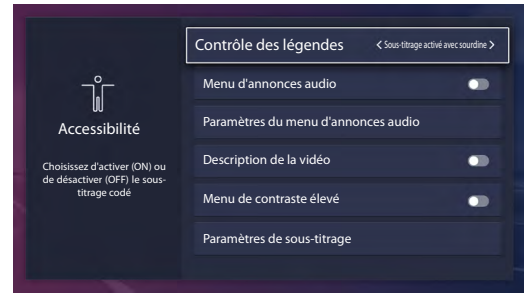 Accessibilité
Choisissez d'activer (ON) ou
de désactiver (OFF) le sous-
titrage codé
Contrôle des légendes < Sous-titrage activé avec sourdine >
Menu d'annonces audio
Paramètres du menu d'annonces audio
Description de la vidéo
Menu de contraste élevé
Paramètres de sous-titrage